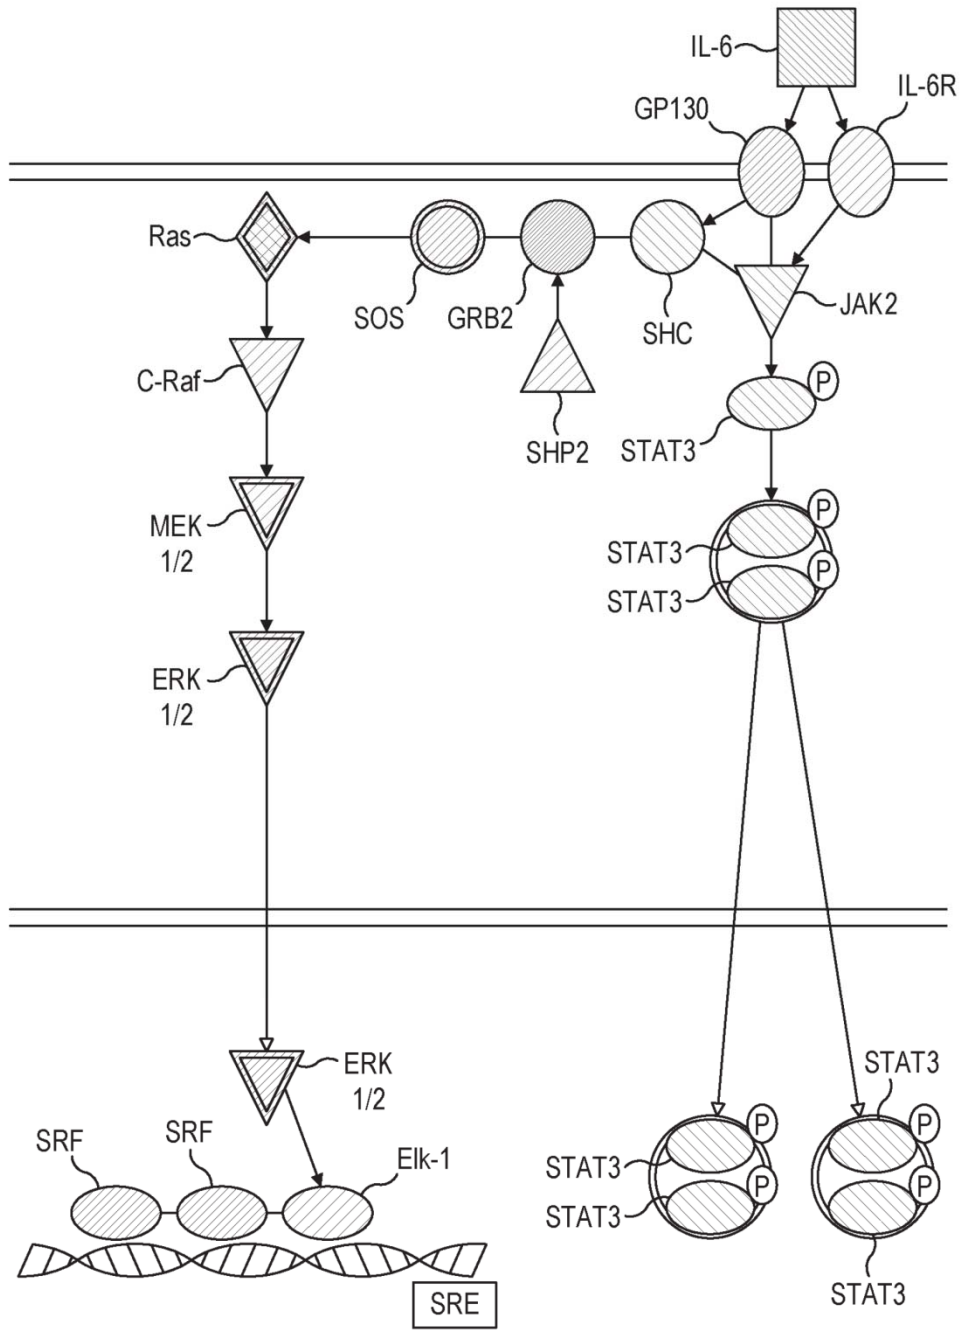 IL-6
IL-6R
GP130
Ras
SOS
GRB2
SHC
JAK2
C-Raf
SHP2
P
STAT3
MEK
1/2
P
STAT3
P
STAT3
ERK
1/2
ERK
1/2
STAT3
SRF
SRF
Elk-1
P
P
STAT3
P
P
STAT3
SRE
STAT3